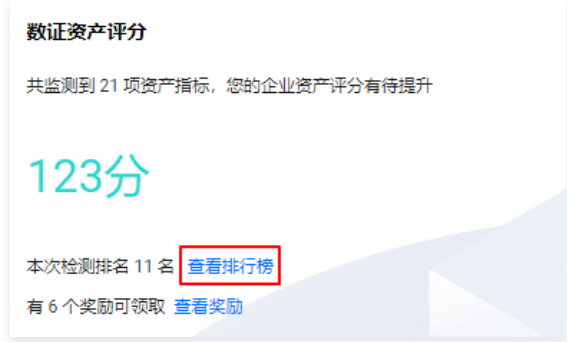 数证资产评分
共监测到 21 项资产指标，您的企业资产评分有待提升
123分
本次检测排名 11 名 查看排行榜
有 6 个奖励可领取 查看奖励